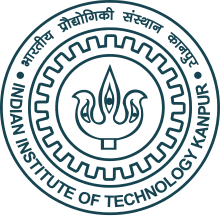 भारतीय प्रौद्योगिकी संस्थान कानपुर
INDIAN INSTITUTE OF TECHNOLOGY KANPUR